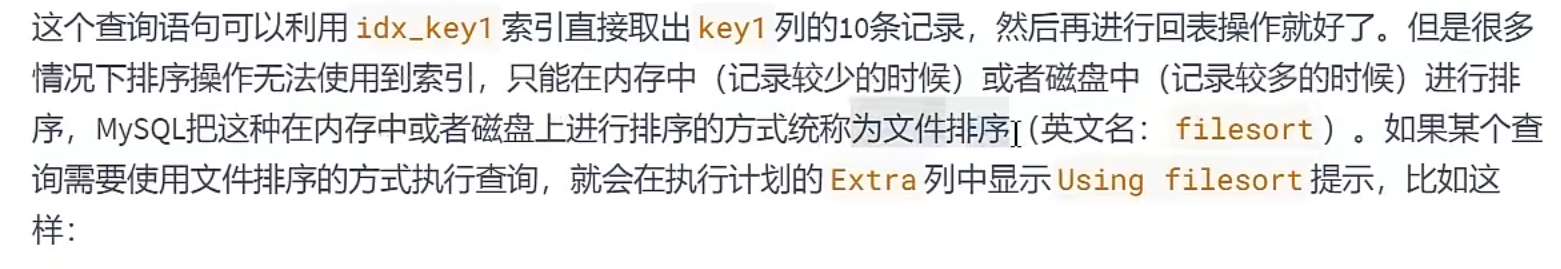 这个查询语句可以利用 idx_key1 索引直接取出 key1 列的10条记录，然后再进行回表操作就好了。但是很多
情况下排序操作无法使用到索引，只能在内存中（记录较少的时候）或者磁盘中（记录较多的时候）进行排
序，MySQL把这种在内存中或者磁盘上进行排序的方式统称为文件排序（英文名： filesort ）。如果某个查
询需要使用文件排序的方式执行查询，就会在执行计划的 Extra 列中显示 Using filesort 提示，比如这
样：